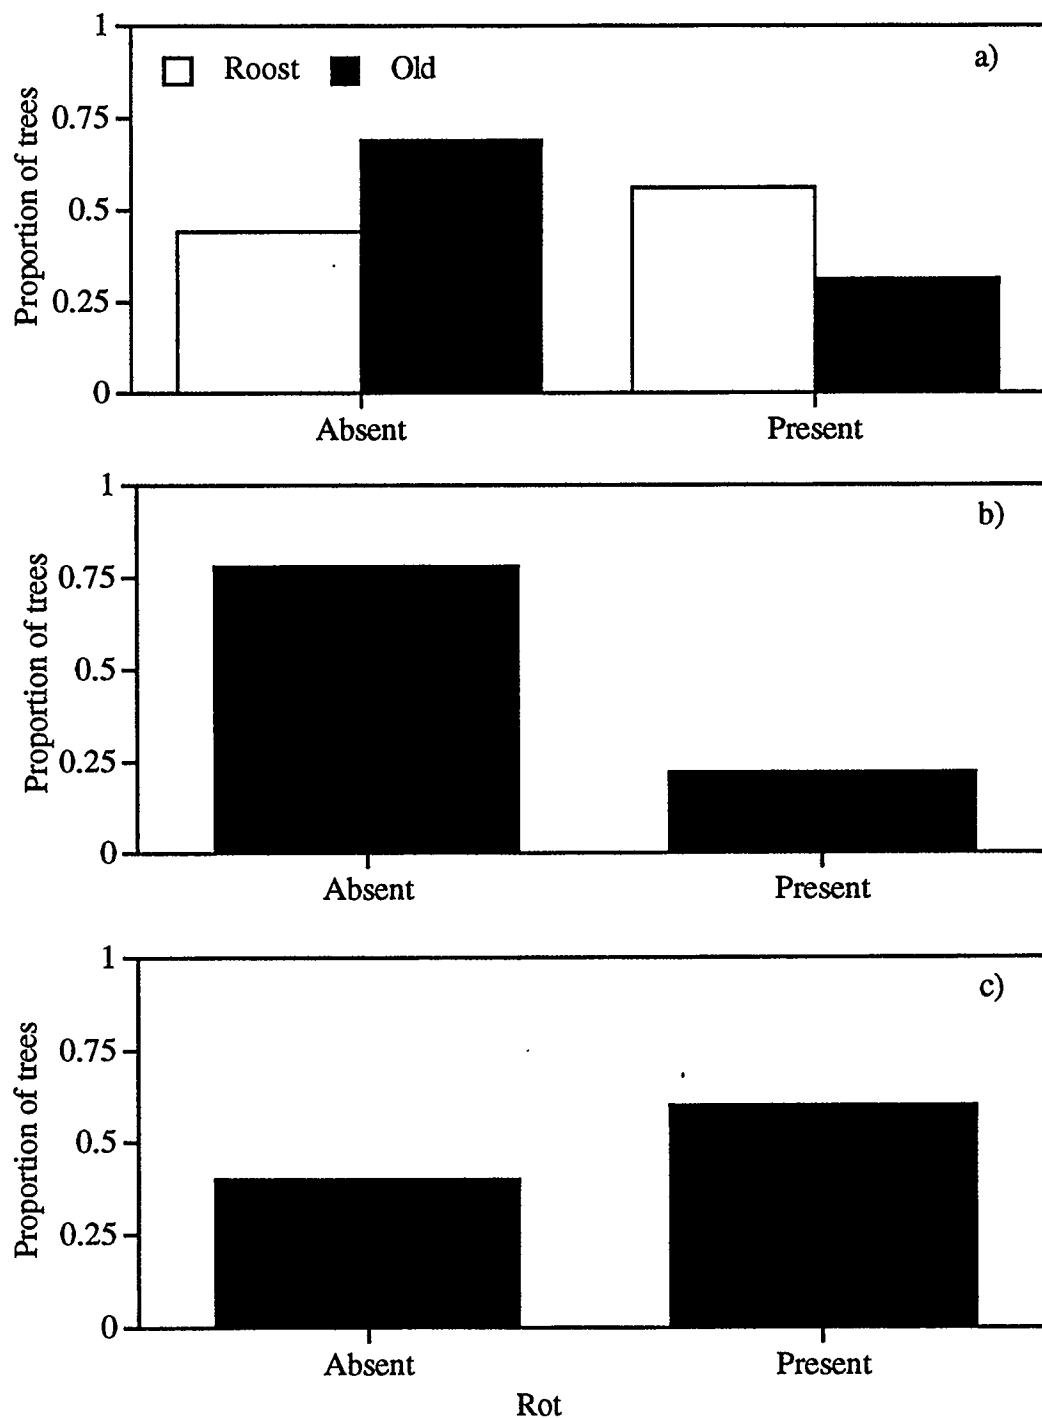 1
Roost Old
a)
0.75
0.5
0.25
0
Proportion of trees
Absent Present
1
b)
0.75
0.5
0.25
0
Proportion of trees
Absent Present
1
c)
0.75
0.5
0.25
0
Proportion of trees
Absent Present
Rot